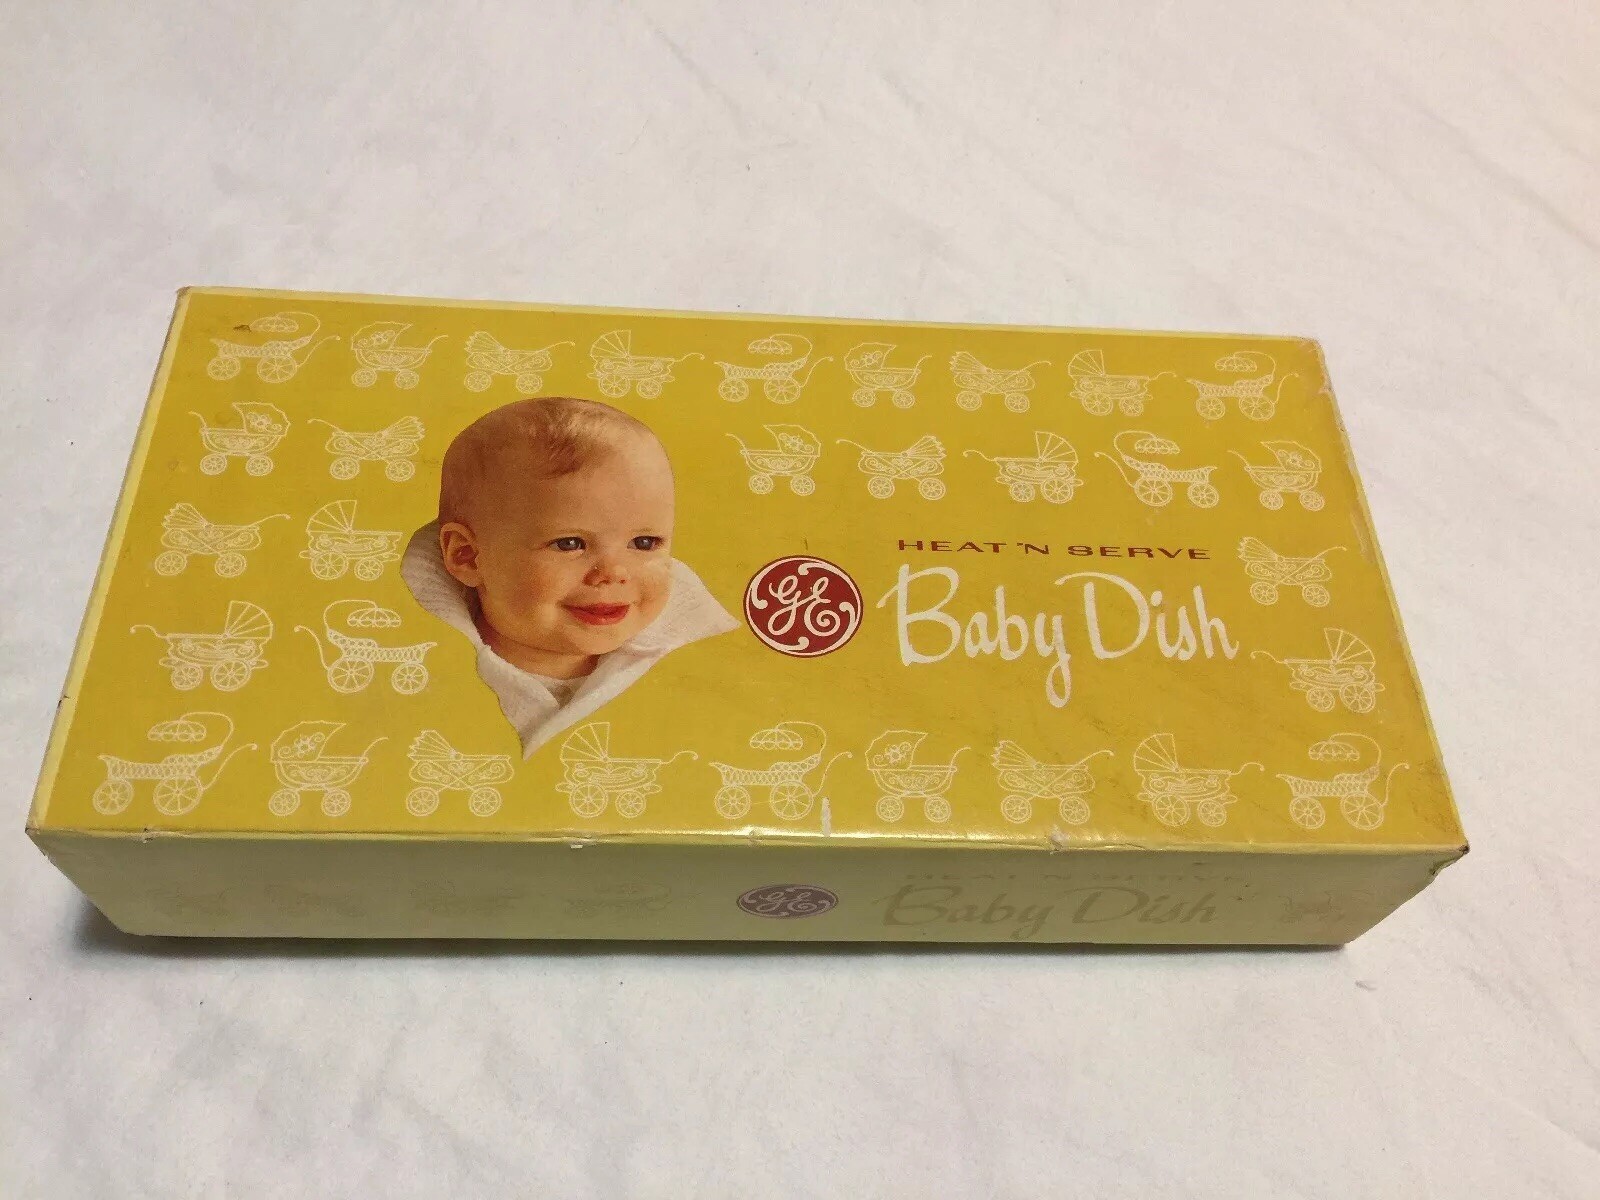 HEAT 'N SERVE
GE
Baby Dish
HEAT 'N SERVE
GE
Baby Dish